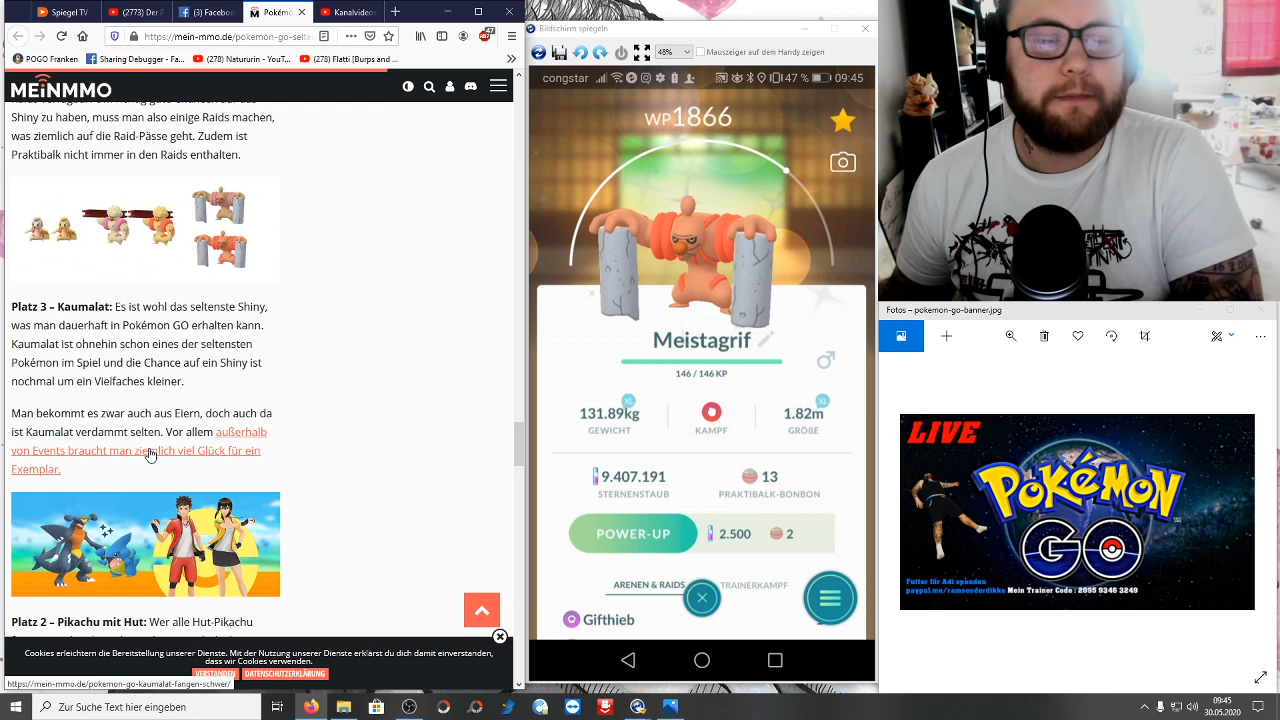 Spiegel TV
(2773) Der I
(3) Faceboo
Pokémo
Kanalvideos
https://mein-mmo.de/pokemon-go-selte
47
POGO Franken
Sharing Debugger - Fa...
(278) Natururin - YouT...
(278) Flatti [Burps and l...
MEINMMO
Shiny zu haben, muss man also einige Raids machen,
was ziemlich auf die Raid-Pässe geht. Zudem ist
Praktibalk nicht immer in den Raids enthalten.
Platz 3 – Kaumalat: Es ist wohl das seltenste Shiny,
was man dauerhaft in Pokémon GO erhalten kann.
Kaumalat ist ohnehin schon eines der seltensten
Pokémon im Spiel und die Chance auf ein Shiny ist
nochmal um ein Vielfaches kleiner.
Man bekommt es zwar auch aus Eiern, doch auch da
ist Kaumalat verdammt selten. Vor allem außerhalb
von Events braucht man ziemlich viel Glück für ein
Exemplar.
Platz 2 – Pikachu mit Hut: Wer alle Hut-Pikachu
Cookies erleichtern die Bereitstellung unserer Dienste. Mit der Nutzung unserer Dienste erklärst du dich damit einverstanden,
dass wir Cookies verwenden.
VERSTANDEN DATENSCHUTZERKLÄRUNG
https://mein-mmo.de/pokemon-go-kaumalat-fangen-schwer/
Bildschirm spiegeln
48%
Mauszeiger auf dem Handy zeigen
congstar
47 %
09:45
WP1866
Meistagrif
146 / 146 KP
XL
XL
131.89kg
1.82m
GEWICHT
KAMPF
GRÖßE
9.407.191
13
STERNENSTAUB
PRAKTIBALK-BONBON
POWER-UP
2.500
2
ARENEN & RAIDS
TRAINERKAMPF
Gifthieb
Fotos – pokemon-go-banner.jpg
LIVE
POKéMON
TM
GO
Futter für Adi spenden
paypal.me/ramsesderdikke Mein Trainer Code : 2095 9346 3249
Zur Suche Text hier eingeben
09:45
30.05.2020